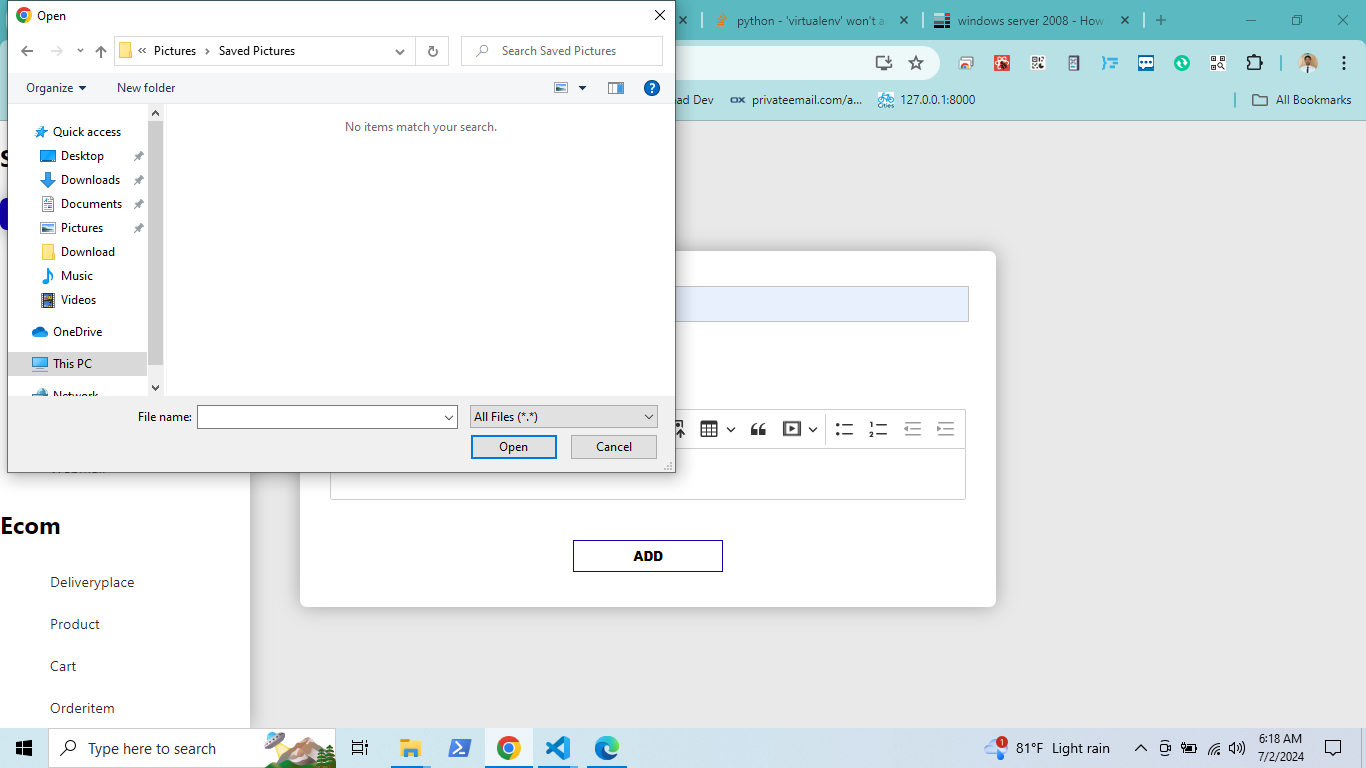 Open
python - 'virtualenv' won't a
windows server 2008 - How
Pictures
Saved Pictures
Search Saved Pictures
Organize
New folder
ad Dev
privateemail.com/a...
127.0.0.1:8000
All Bookmarks
No items match your search.
Quick access
Desktop
Downloads
Documents
Pictures
Download
Music
Videos
OneDrive
This PC
Network
File name:
All Files (*.*)
Open
Cancel
Ecom
ADD
Deliveryplace
Product
Cart
Orderitem
Type here to search
1
81°F Light rain
6:18 AM
7/2/2024